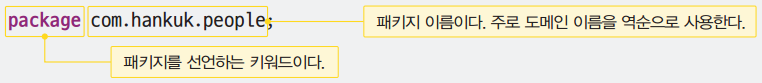 package com.hankuk.people;
패키지 이름이다. 주로 도메인 이름을 역순으로 사용한다.
패키지를 선언하는 키워드이다.